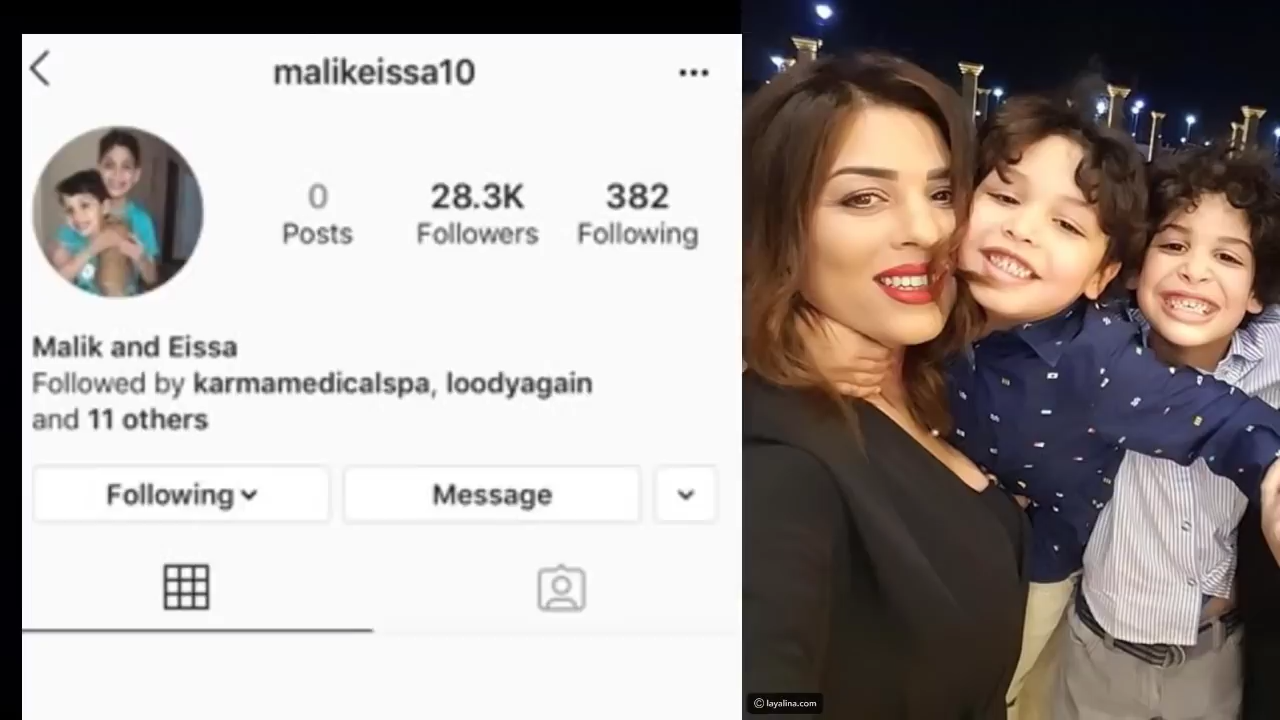 malikeissa10
0 28.3K 382
Posts Followers Following
Malik and Eissa
Followed by karmamedicalspa, loodyagain
and 11 others
Following Message
© layalina.com